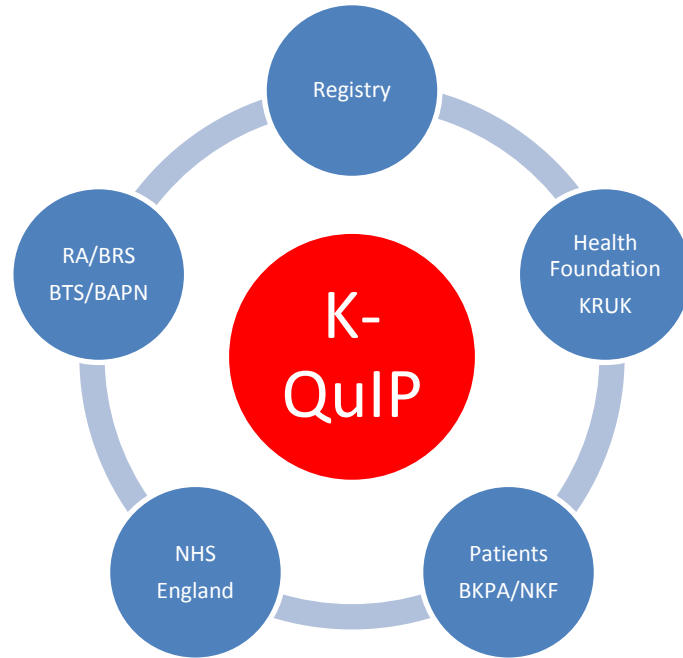 Registry
RA/BRS
BTS/BAPN
Health
Foundation
KRUK
K-
QuIP
NHS
England
Patients
BKPA/NKF